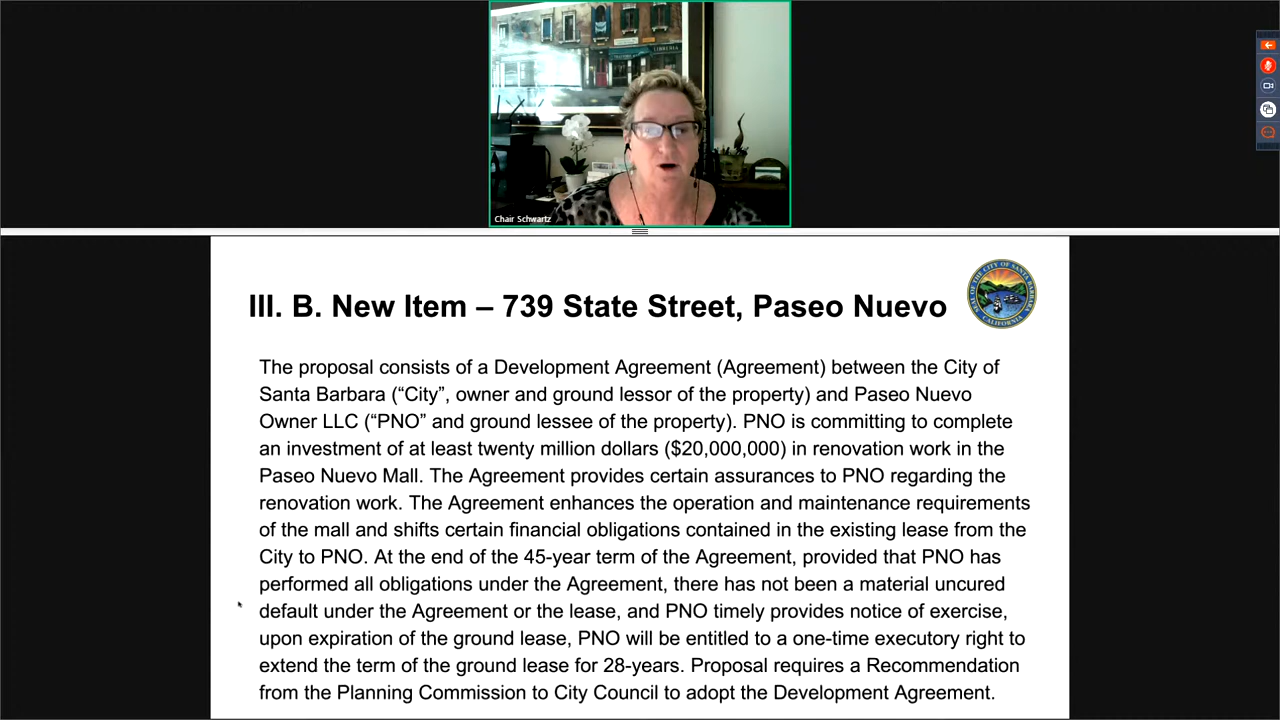 LIBRERIA
Chair Schwartz
III. B. New Item – 739 State Street, Paseo Nuevo
SEAL OF THE CITY OF SANTA BARBARA
CALIFORNIA
The proposal consists of a Development Agreement (Agreement) between the City of
Santa Barbara (“City”, owner and ground lessor of the property) and Paseo Nuevo
Owner LLC (“PNO” and ground lessee of the property). PNO is committing to complete
an investment of at least twenty million dollars ($20,000,000) in renovation work in the
Paseo Nuevo Mall. The Agreement provides certain assurances to PNO regarding the
renovation work. The Agreement enhances the operation and maintenance requirements
of the mall and shifts certain financial obligations contained in the existing lease from the
City to PNO. At the end of the 45-year term of the Agreement, provided that PNO has
performed all obligations under the Agreement, there has not been a material uncured
default under the Agreement or the lease, and PNO timely provides notice of exercise,
upon expiration of the ground lease, PNO will be entitled to a one-time executory right to
extend the term of the ground lease for 28-years. Proposal requires a Recommendation
from the Planning Commission to City Council to adopt the Development Agreement.